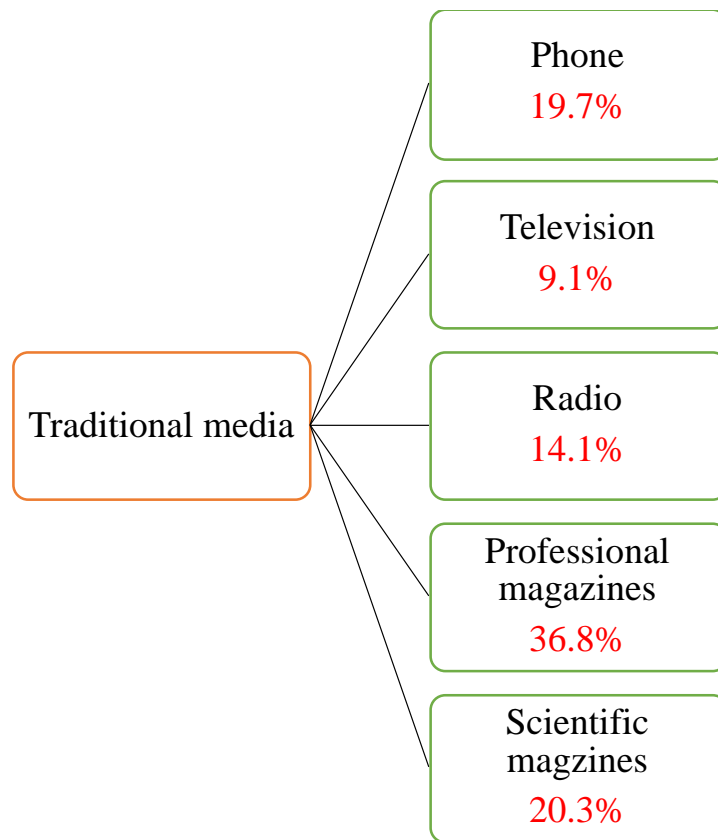 Phone
19.7%
Television
9.1%
Traditional media
Radio
14.1%
Professional
magazines
36.8%
Scientific
magzines
20.3%